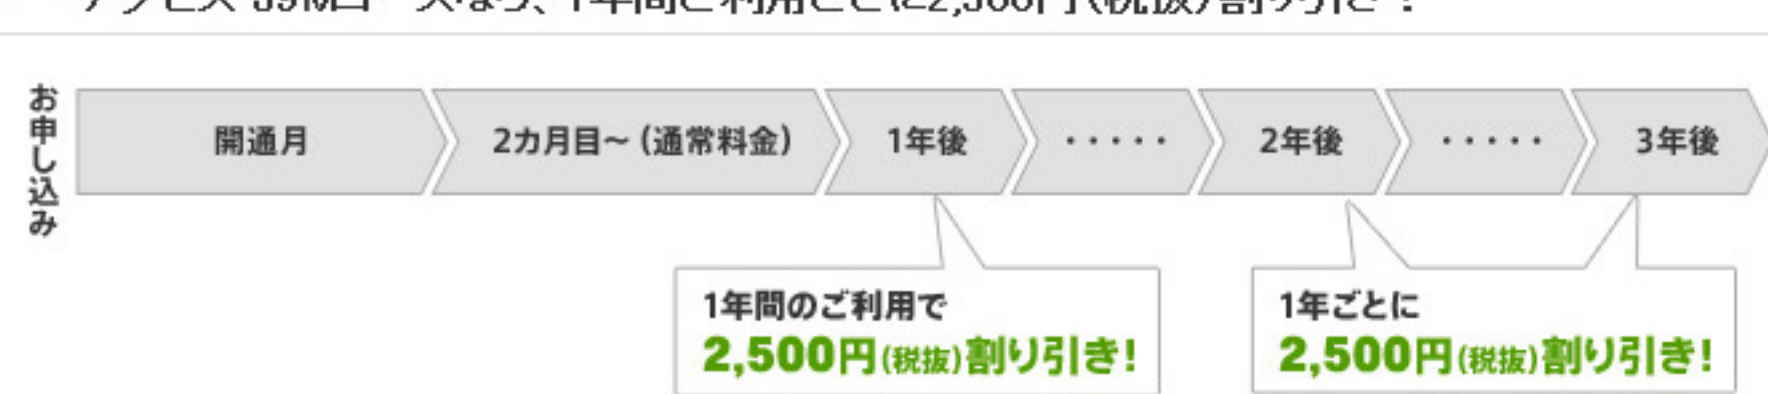 お申し込み
開通月
2カ月目～（通常料金）
1年後
・・・・・
2年後
・・・・・
3年後
1年間のご利用で
2,500円(税抜)割り引き!
1年ごとに
2,500円(税抜)割り引き!